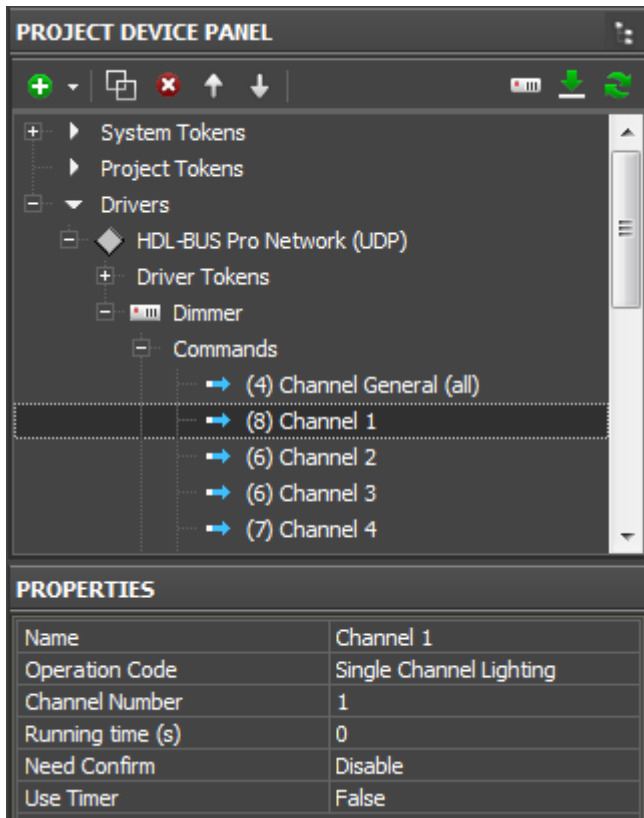 PROJECT DEVICE PANEL
System Tokens
Project Tokens
Drivers
HDL-BUS Pro Network (UDP)
Driver Tokens
Dimmer
Commands
(4) Channel General (all)
(8) Channel 1
(6) Channel 2
(6) Channel 3
(7) Channel 4
PROPERTIES
Name Channel 1
Operation Code Single Channel Lighting
Channel Number 1
Running time (s) 0
Need Confirm Disable
Use Timer False